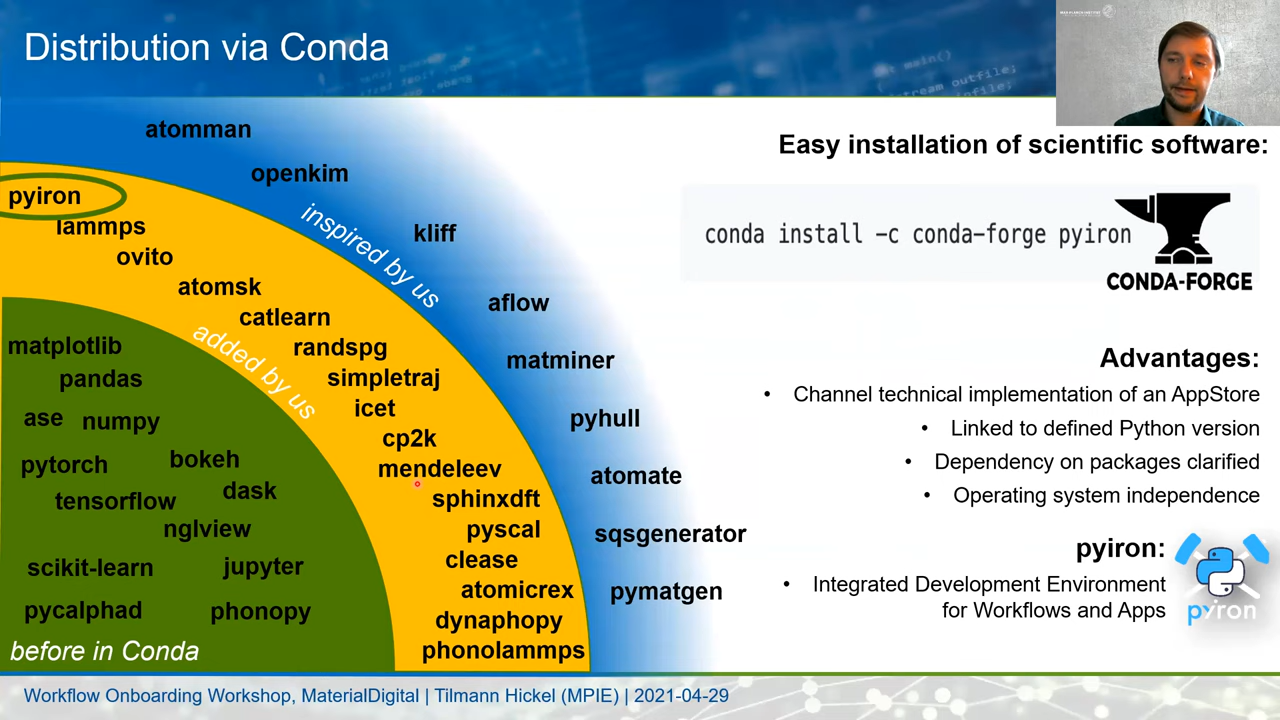 Distribution via Conda
atomman
openkim
kliff
aflow
matminer
pyhull
atomate
sqsgenerator
pymatgen
inspired by us
pyiron
lammps
ovito
atomsk
catlearn
randspg
simpletraj
icet
cp2k
mendeleev
sphinxdft
pyscal
clease
atomicrex
dynaphopy
phonolammps
added by us
matplotlib
pandas
ase numpy
pytorch bokeh
tensorflow dask
nglview
scikit-learn jupyter
pycalphad phonopy
before in Conda
Easy installation of scientific software:
conda install -c conda-forge pyiron
CONDA-FORGE
Advantages:
• Channel technical implementation of an AppStore
• Linked to defined Python version
• Dependency on packages clarified
• Operating system independence
pyiron:
• Integrated Development Environment
for Workflows and Apps
pyiron
Workflow Onboarding Workshop, MaterialDigital | Tilmann Hickel (MPIE) | 2021-04-29